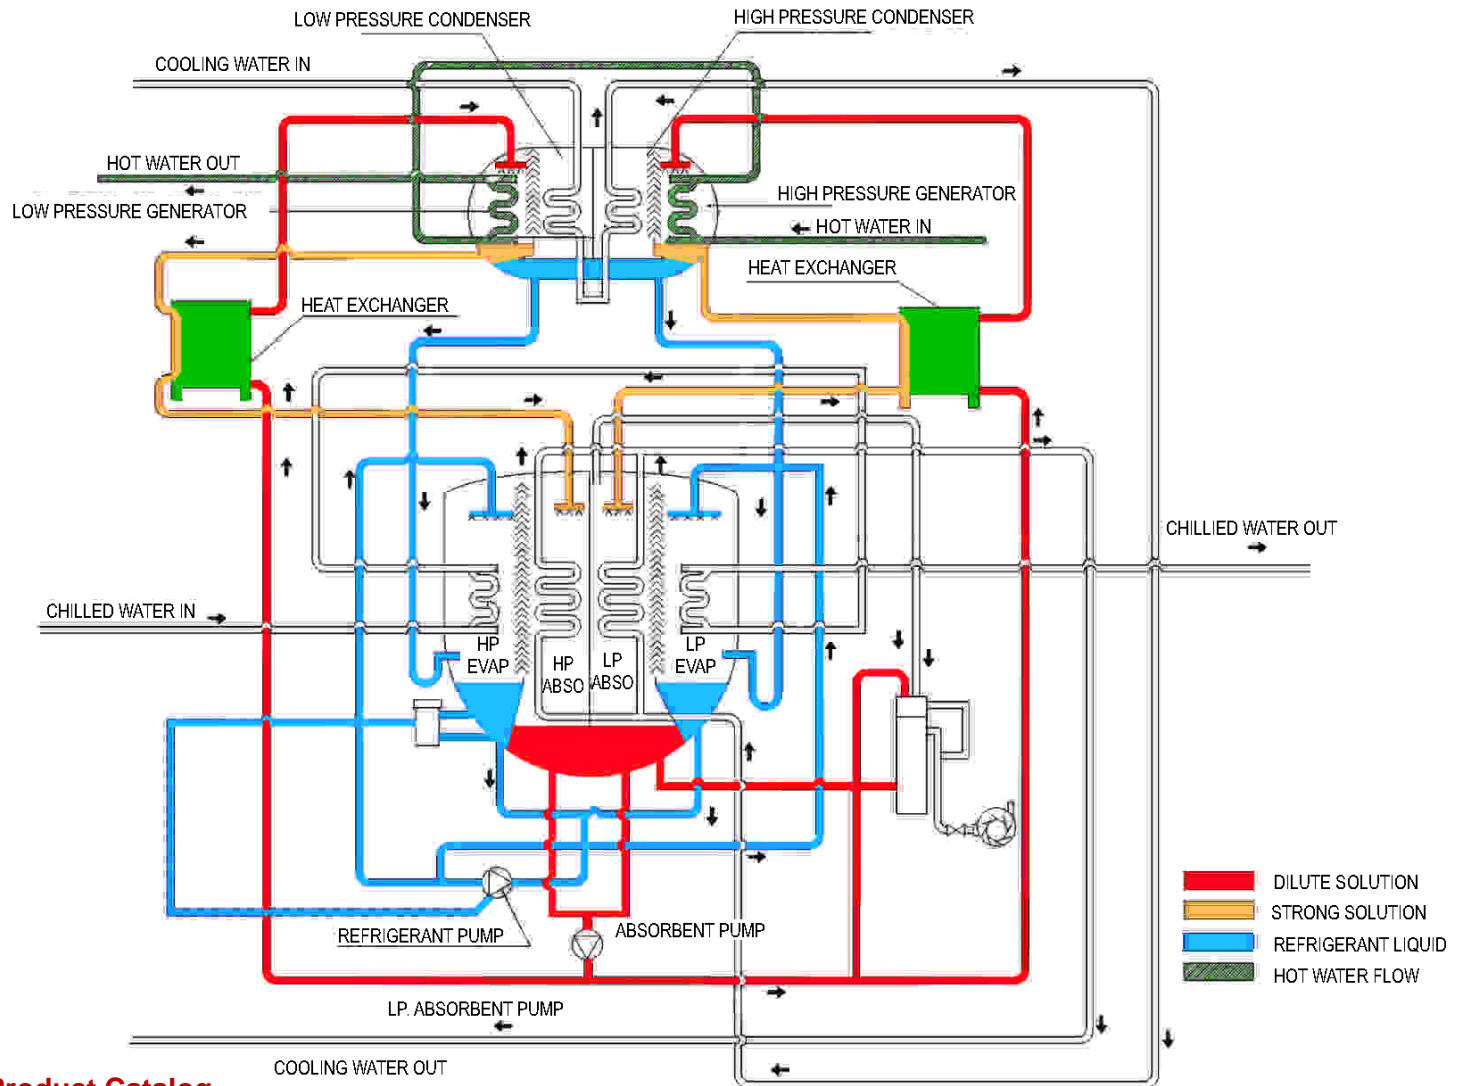 LOW PRESSURE CONDENSER
HIGH PRESSURE CONDENSER
COOLING WATER IN
HOT WATER OUT
HIGH PRESSURE GENERATOR
LOW PRESSURE GENERATOR
HOT WATER IN
HEAT EXCHANGER
HEAT EXCHANGER
CHILLIED WATER OUT
CHILLED WATER IN
HP
EVAP
HP
ABSO
LP
ABSO
LP
EVAP
DILUTE SOLUTION
STRONG SOLUTION
REFRIGERANT LIQUID
HOT WATER FLOW
REFRIGERANT PUMP
ABSORBENT PUMP
LP. ABSORBENT PUMP
COOLING WATER OUT